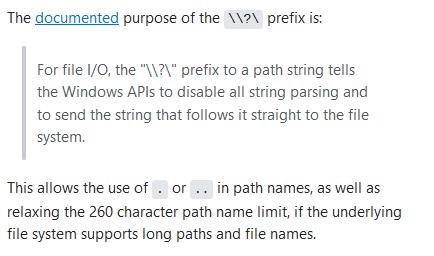 The documented purpose of the \\?\ prefix is:
For file I/O, the "\\?\" prefix to a path string tells
the Windows APIs to disable all string parsing and
to send the string that follows it straight to the file
system.
This allows the use of . or .. in path names, as well as
relaxing the 260 character path name limit, if the underlying
file system supports long paths and file names.